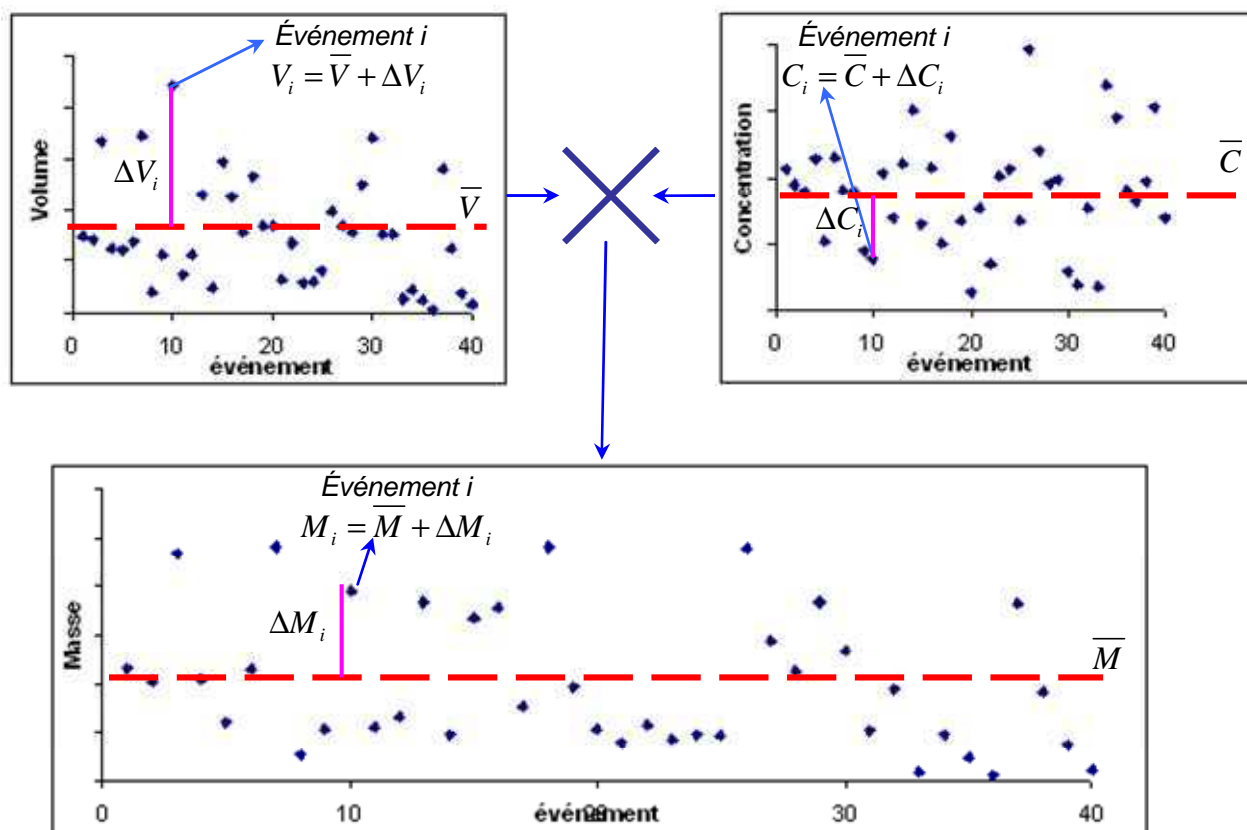 Événement i
V_i = V̅ + ΔV_i
ΔV_i
V̅
Volume
0 10 20 30 40
événement
Événement i
C_i = C̅ + ΔC_i
C̅
ΔC_i
Concentration
0 10 20 30 40
événement
Événement i
M_i = M̅ + ΔM_i
ΔM_i
M̅
Masse
0 10 20 30 40
événement